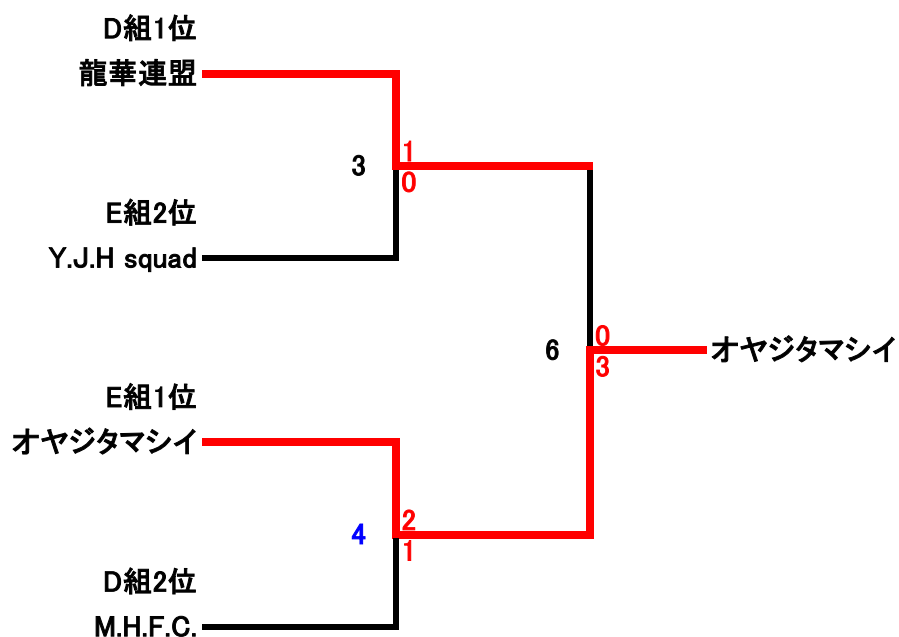 D組1位
龍華連盟
3
1
0
E組2位
Y.J.H squad
6
0
3
オヤジタマシイ
E組1位
オヤジタマシイ
4
2
1
D組2位
M.H.F.C.